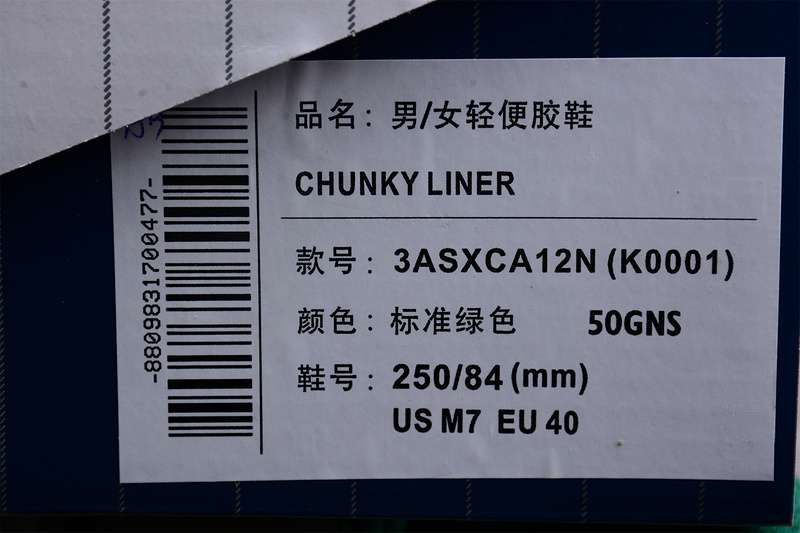 品名：男/女轻便胶鞋
CHUNKY LINER
款号：3ASXCA12N (K0001)
颜色：标准绿色 50GNS
鞋号：250/84 (mm)
US M7 EU 40
-8809831700477-